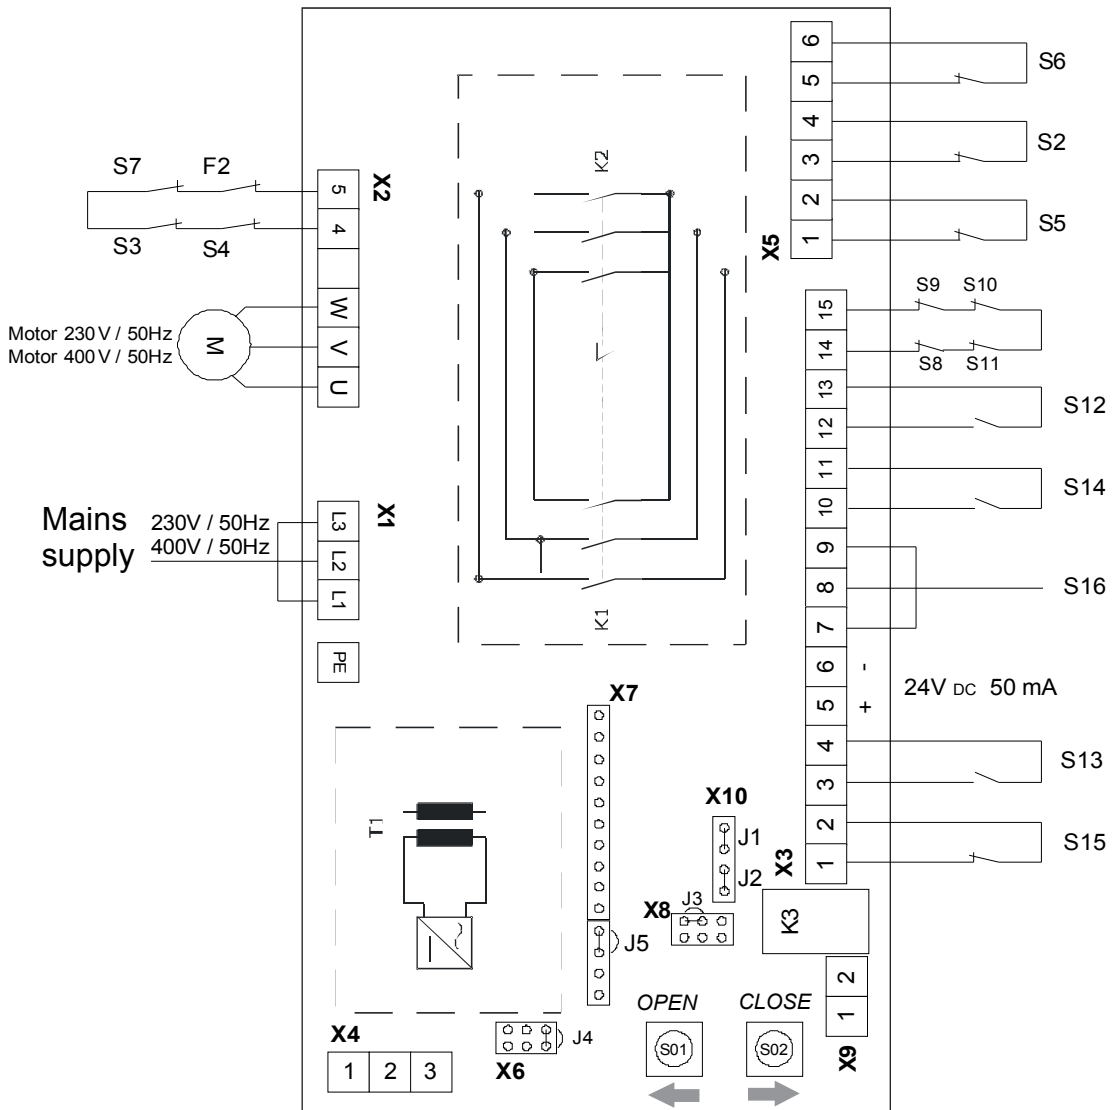 6
5
4
3
2
1
X5
S6
S2
S5
S7 F2
S3 S4
5
4
W
V
U
X2
Motor 230V / 50Hz
Motor 400V / 50Hz
M
K2
K1
Mains
supply
230V / 50Hz
400V / 50Hz
L3
L2
L1
X1
PE
15
14
13
12
11
10
9
8
7
6 -
5 +
4
3
2
1
X3
S9 S10
S8 S11
S12
S14
S16
24V DC 50 mA
S13
S15
X7
T1
X10
J1
J2
X8
J3
J5
K3
2
1
X9
X4
1 2 3
J4
X6
OPEN CLOSE
S01 S02